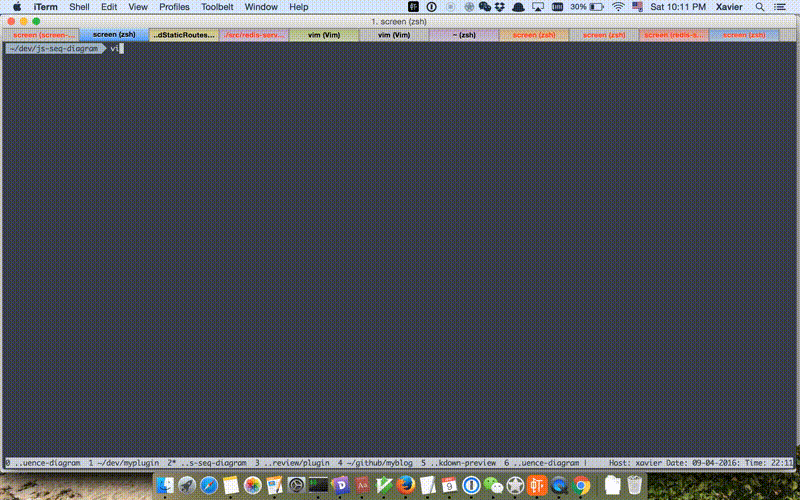 iTerm Shell Edit View Profiles Toolbelt Window Help 30% Sat 10:11 PM Xavier
1. screen (zsh)
screen (screen-... screen (zsh) ..dStaticRoutes... ./src/redis-serv... vim (Vim) vim (Vim) ~ (zsh) screen (zsh) screen (zsh) screen (redis-s... screen (zsh)
~/dev/js-seq-diagram vi
0 ..uence-diagram 1 ~/dev/myplugin 2* ..s-seq-diagram 3 ..review/plugin 4 ~/github/myblog 5 ..kdown-preview 6 ..uence-diagram | Host: xavier Date: 09-04-2016: Time: 22:11
9